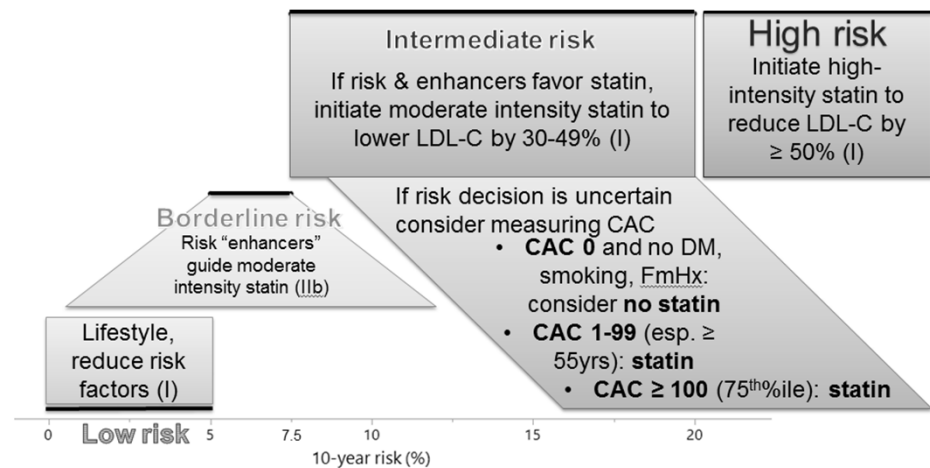 Intermediate risk
If risk & enhancers favor statin,
initiate moderate intensity statin to
lower LDL-C by 30-49% (I)
High risk
Initiate high-
intensity statin to
reduce LDL-C by
≥ 50% (I)
If risk decision is uncertain
consider measuring CAC
• CAC 0 and no DM,
smoking, FmHx:
consider no statin
• CAC 1-99 (esp. ≥
55yrs): statin
• CAC ≥ 100 (75th%ile): statin
Borderline risk
Risk “enhancers”
guide moderate
intensity statin (IIb)
Lifestyle,
reduce risk
factors (I)
Low risk
0 5 7.5 10 15 20
10-year risk (%)